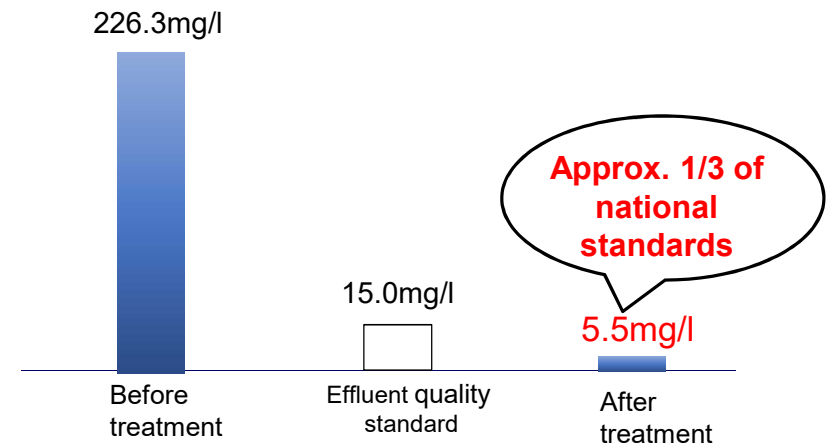 226.3mg/l
Approx. 1/3 of
national
standards
15.0mg/l
5.5mg/l
Before
treatment
Effluent quality
standard
After
treatment